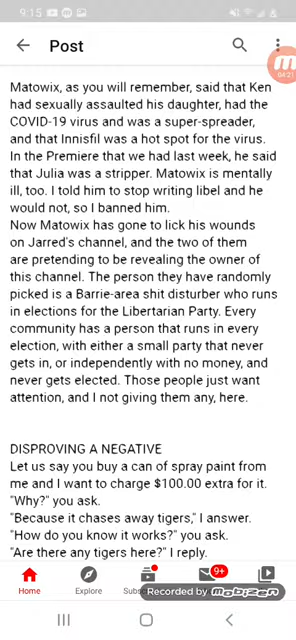 9:15
Post
04:21
Matowix, as you will remember, said that Ken
had sexually assaulted his daughter, had the
COVID-19 virus and was a super-spreader,
and that Innisfil was a hot spot for the virus.
In the Premiere that we had last week, he said
that Julia was a stripper. Matowix is mentally
ill, too. I told him to stop writing libel and he
would not, so I banned him.
Now Matowix has gone to lick his wounds
on Jarred's channel, and the two of them
are pretending to be revealing the owner of
this channel. The person they have randomly
picked is a Barrie-area shit disturber who runs
in elections for the Libertarian Party. Every
community has a person that runs in every
election, with either a small party that never
gets in, or independently with no money, and
never gets elected. Those people just want
attention, and I not giving them any, here.
DISPROVING A NEGATIVE
Let us say you buy a can of spray paint from
me and I want to charge $100.00 extra for it.
"Why?" you ask.
"Because it chases away tigers," I answer.
"How do you know it works?" you ask.
"Are there any tigers here?" I reply.
9+
Home Explore Subs
Recorded by mobizen